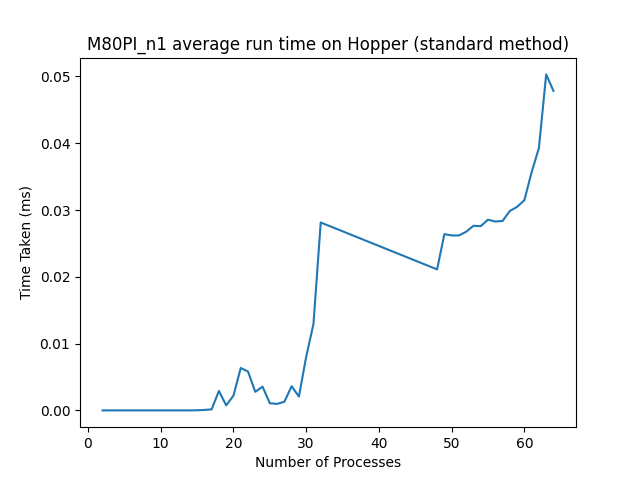 M80PI_n1 average run time on Hopper (standard method)
0.05
0.04
0.03
0.02
0.01
0.00
Time Taken (ms)
0 10 20 30 40 50 60
Number of Processes